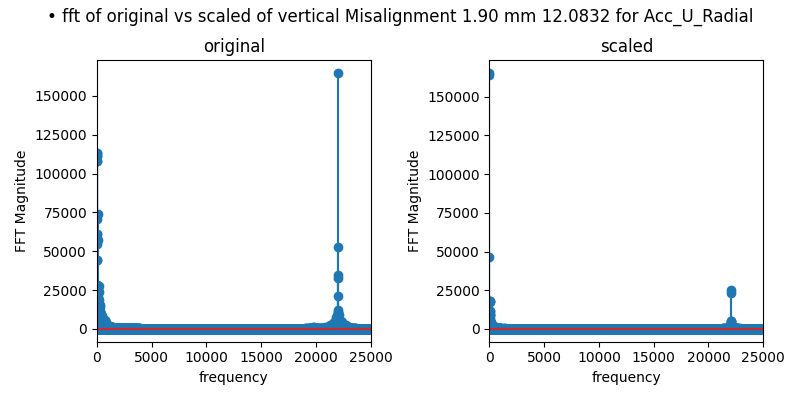 • fft of original vs scaled of vertical Misalignment 1.90 mm 12.0832 for Acc_U_Radial
original
FFT Magnitude
150000
125000
100000
75000
50000
25000
0
0 5000 10000 15000 20000 25000
frequency
scaled
FFT Magnitude
150000
125000
100000
75000
50000
25000
0
0 5000 10000 15000 20000 25000
frequency